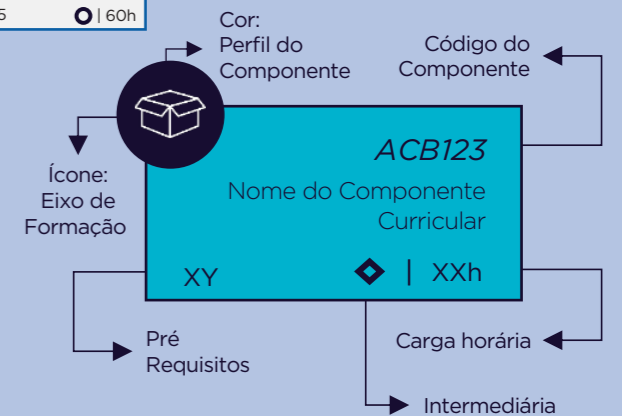 5 | 60h
Cor:
Perfil do
Componente
Código do
Componente
Ícone:
Eixo de
Formação
ACB123
Nome do Componente
Curricular
XY | XXh
Pré
Requisitos
Carga horária
Intermediária